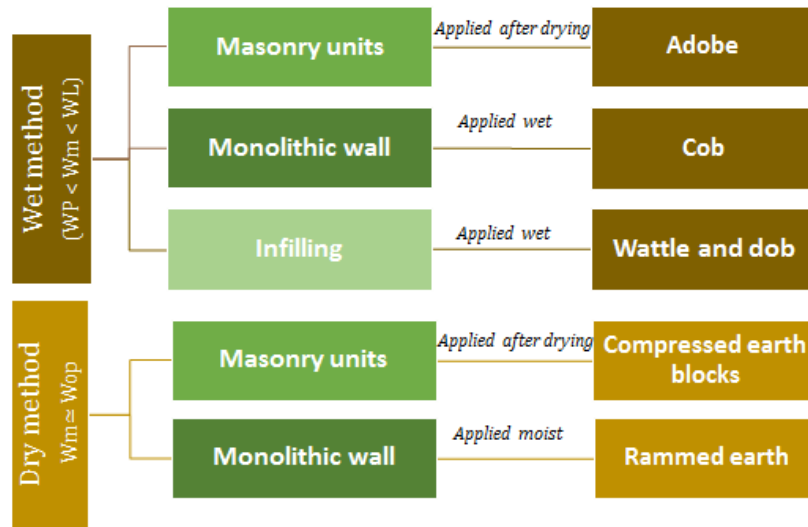 Wet method
(WP < Wm < WL)
Masonry units
Applied after drying
Adobe
Monolithic wall
Applied wet
Cob
Infilling
Applied wet
Wattle and dob
Dry method
Wm ≃ Wop
Masonry units
Applied after drying
Compressed earth
blocks
Monolithic wall
Applied moist
Rammed earth